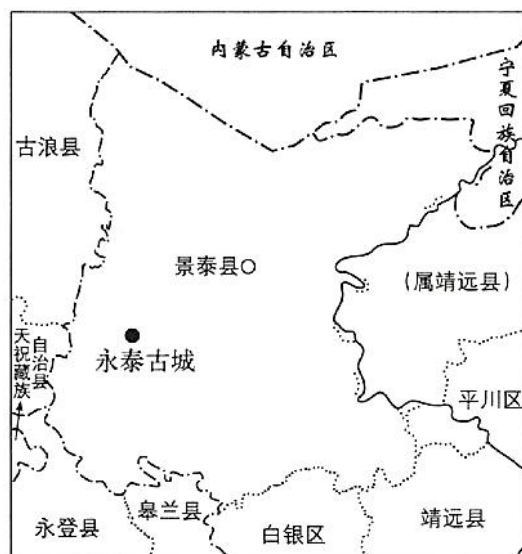 内蒙古自治区
宁夏回族自治区
古浪县
景泰县
(属靖远县)
永泰古城
天祝藏族
自治县
平川区
永登县
皋兰县
白银区
靖远县